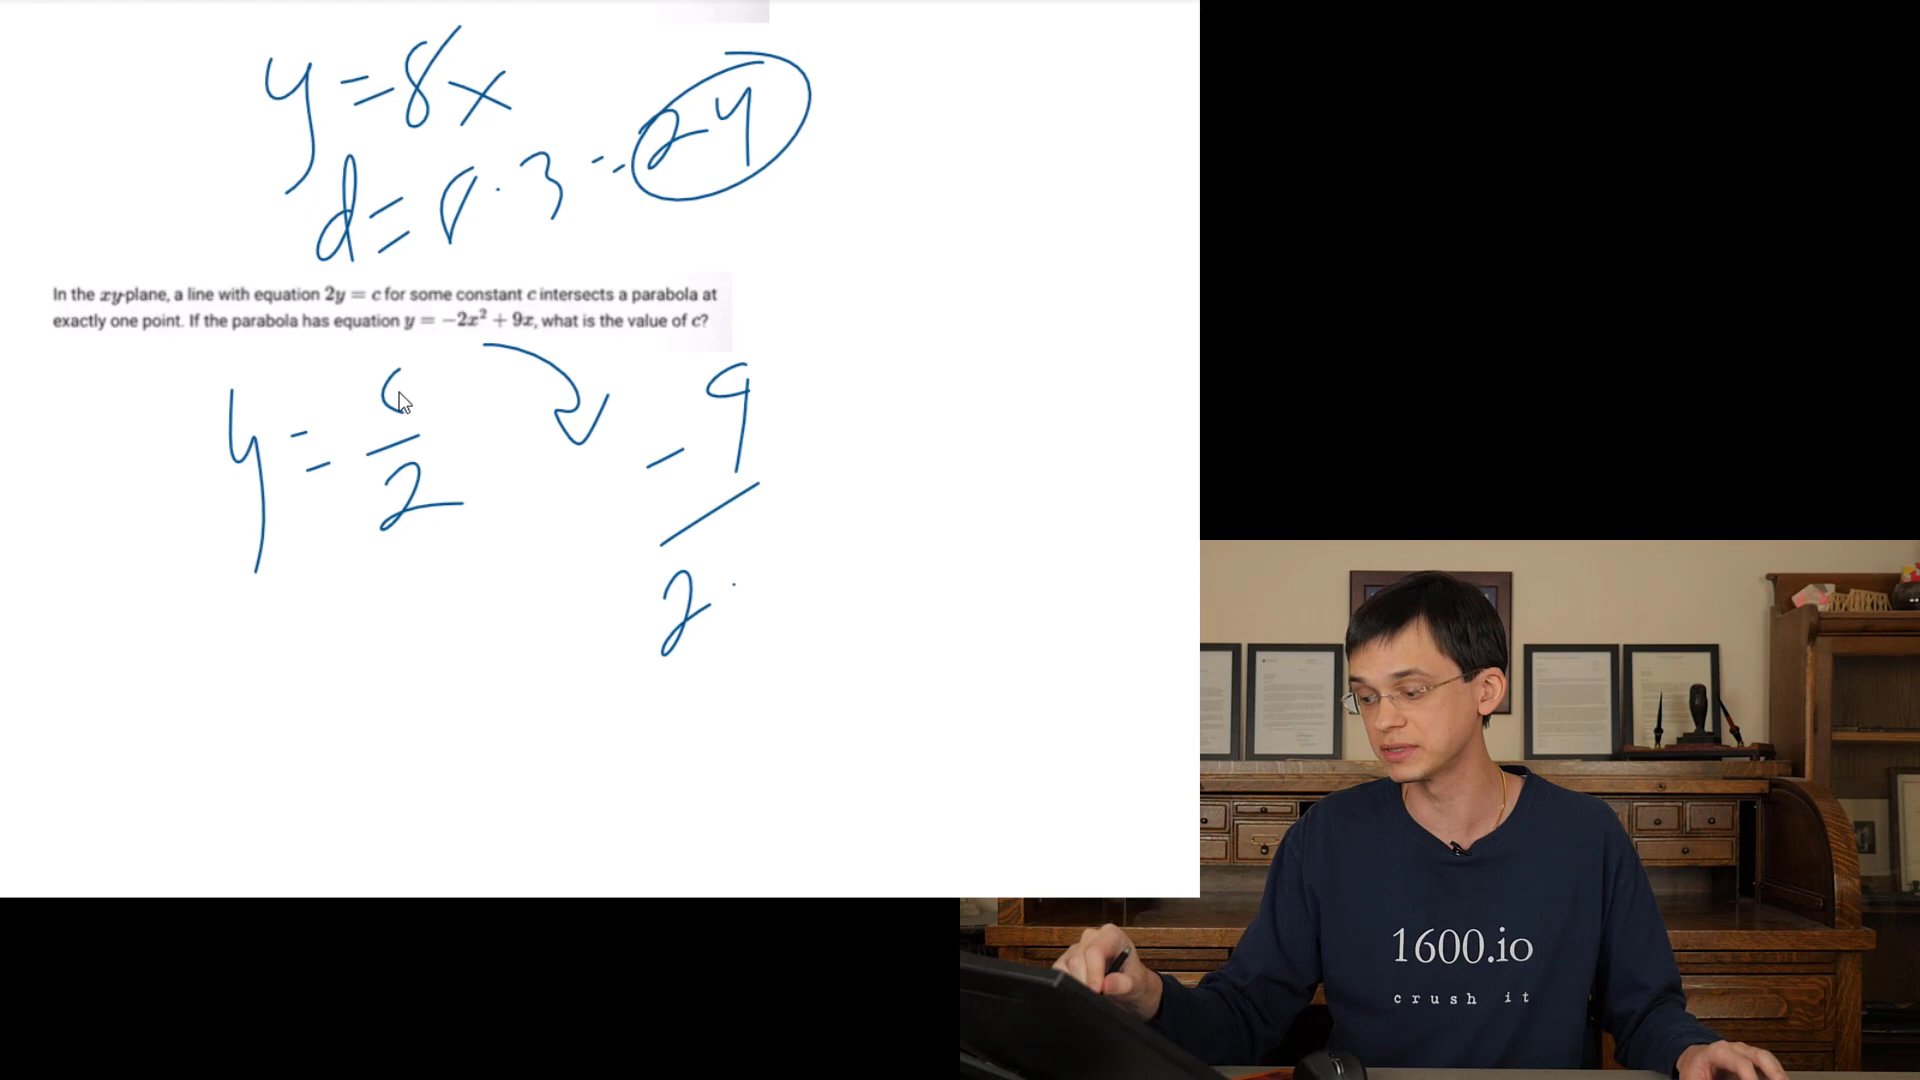 y = 8x
d = 8 · 3 = 24
In the xy-plane, a line with equation 2y = c for some constant c intersects a parabola at
exactly one point. If the parabola has equation y = −2x² + 9x, what is the value of c?
y = c/2
-9
2 ·
1600.io
crush it